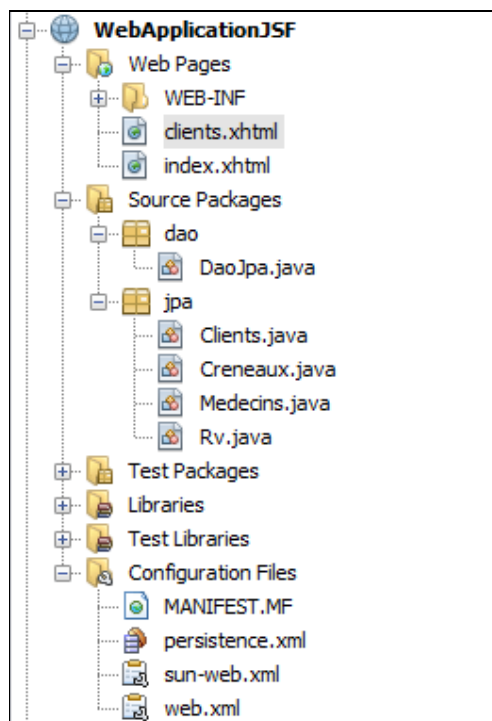 WebApplicationJSF
Web Pages
WEB-INF
clients.xhtml
index.xhtml
Source Packages
dao
DaoJpa.java
jpa
Clients.java
Creneaux.java
Medecins.java
Rv.java
Test Packages
Libraries
Test Libraries
Configuration Files
MANIFEST.MF
persistence.xml
sun-web.xml
web.xml